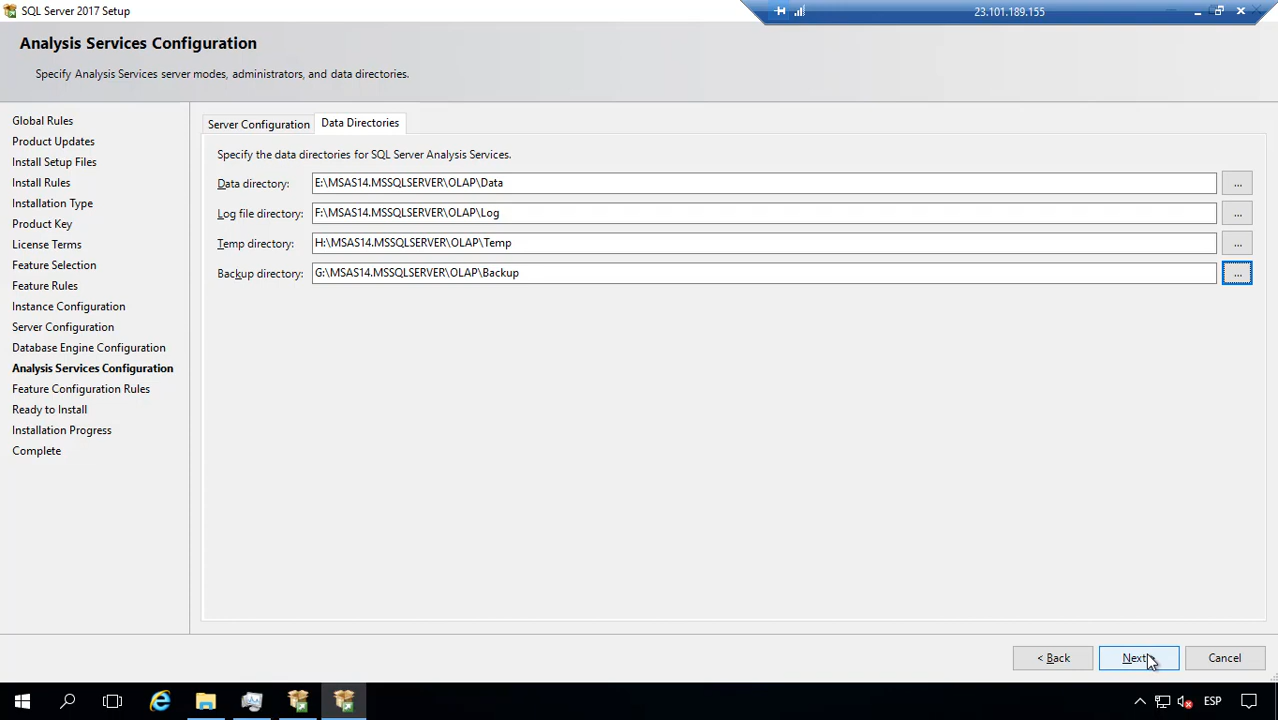 SQL Server 2017 Setup
23.101.189.155
Analysis Services Configuration
Specify Analysis Services server modes, administrators, and data directories.
Global Rules
Product Updates
Install Setup Files
Install Rules
Installation Type
Product Key
License Terms
Feature Selection
Feature Rules
Instance Configuration
Server Configuration
Database Engine Configuration
Analysis Services Configuration
Feature Configuration Rules
Ready to Install
Installation Progress
Complete
Server Configuration
Data Directories
Specify the data directories for SQL Server Analysis Services.
Data directory: E:\MSAS14.MSSQLSERVER\OLAP\Data ...
Log file directory: F:\MSAS14.MSSQLSERVER\OLAP\Log ...
Temp directory: H:\MSAS14.MSSQLSERVER\OLAP\Temp ...
Backup directory: G:\MSAS14.MSSQLSERVER\OLAP\Backup ...
< Back
Next
Cancel
ESP